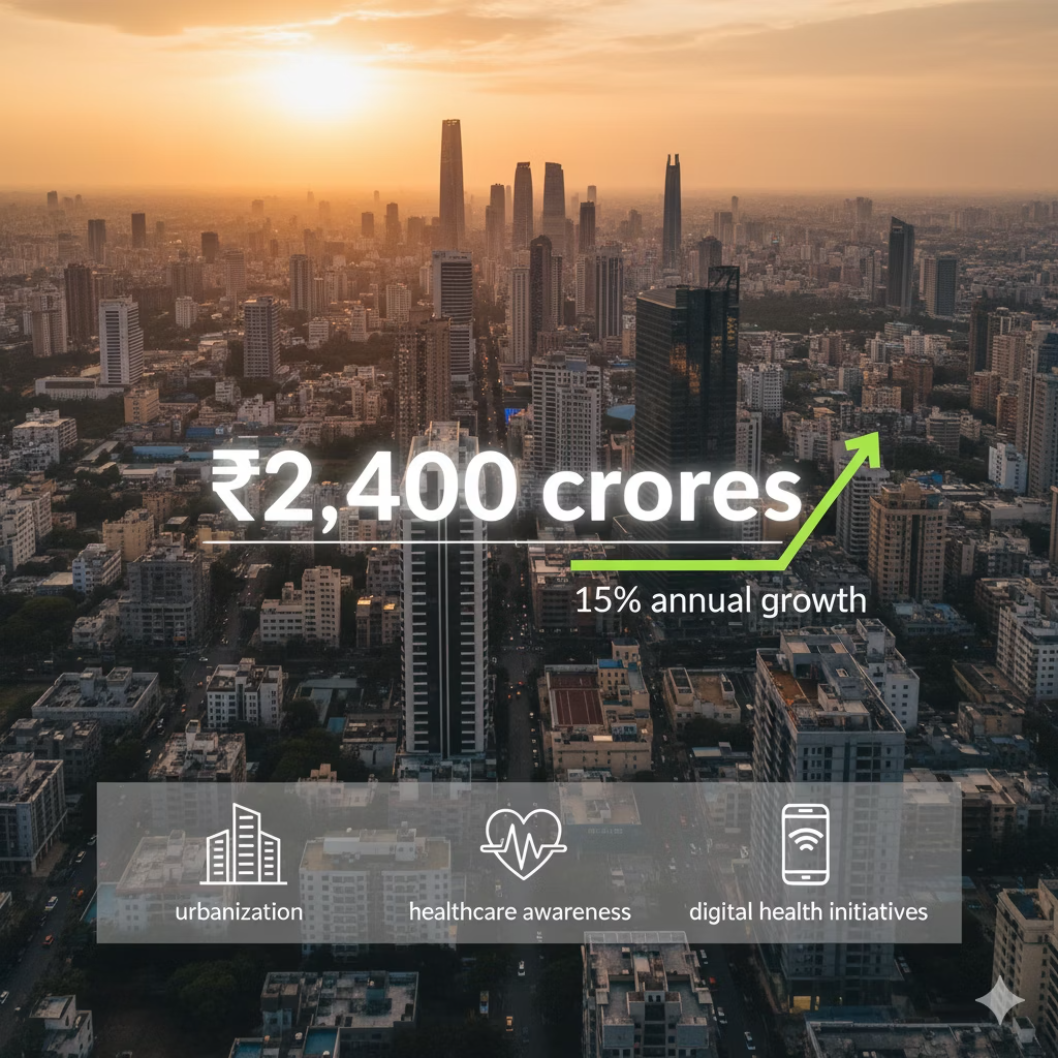 ₹2,400 crores
15% annual growth
urbanization
healthcare awareness
digital health initiatives